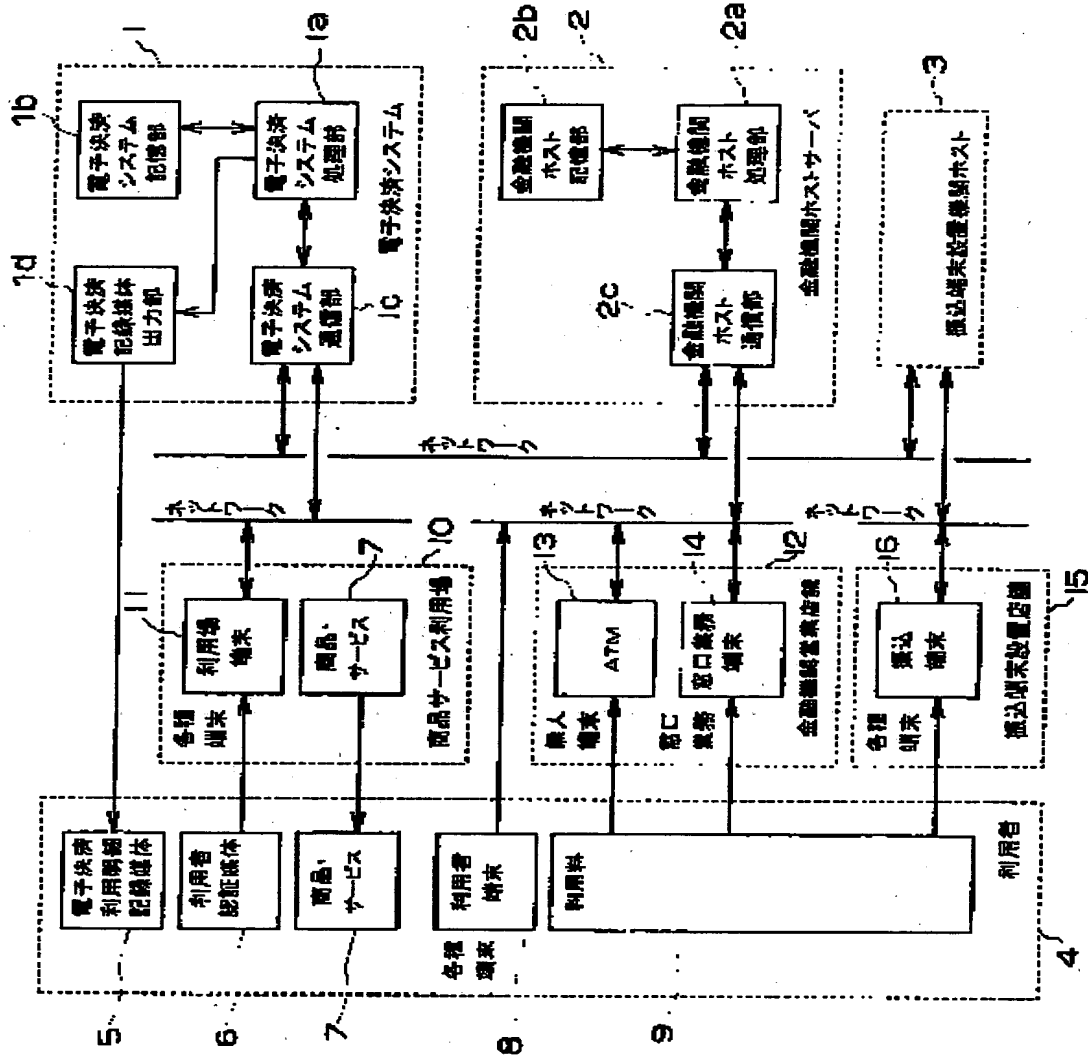 1d
1b
1
電子決済
記録媒体
出力部
電子決済
システム
記憶部
1a
電子決済
システム
通信部
電子決済
システム
処理部
1c
電子決済システム
2b
2
金融機関
ホスト
記憶部
2c
2a
金融機関
ホスト
通信部
金融機関
ホスト
処理部
金融機関ホストサーバ
3
振込端末設置機関ホスト
ネットワーク
ネットワーク
ネットワーク
ネットワーク
11
各種
端末
利用場
端末
10
商品・
サービス
7
商品サービス利用場
13
無人
端末
ATM
14
窓口
業務
窓口業務
端末
12
金融機関営業店舗
16
各種
端末
振込
端末
振込端末設置店舗
15
電子決済
利用明細
記録媒体
5
利用者
認証媒体
6
商品・
サービス
7
各種
端末
利用者
端末
8
利用料
9
利用者
4